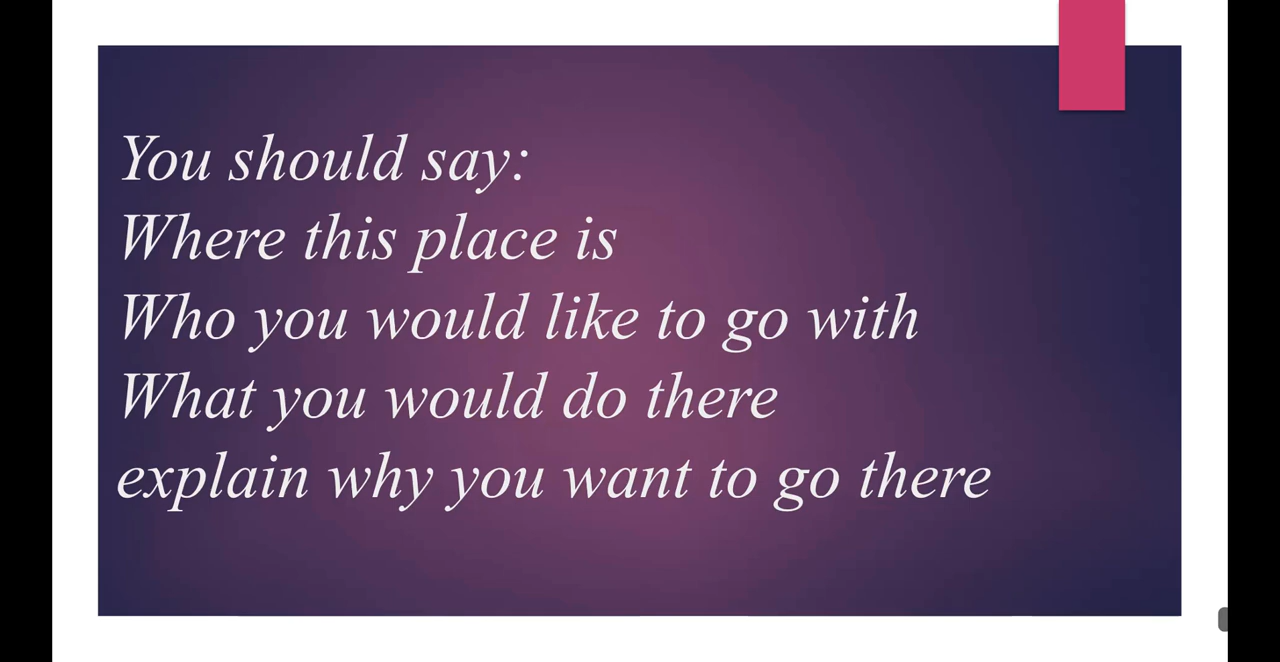 You should say:
Where this place is
Who you would like to go with
What you would do there
explain why you want to go there